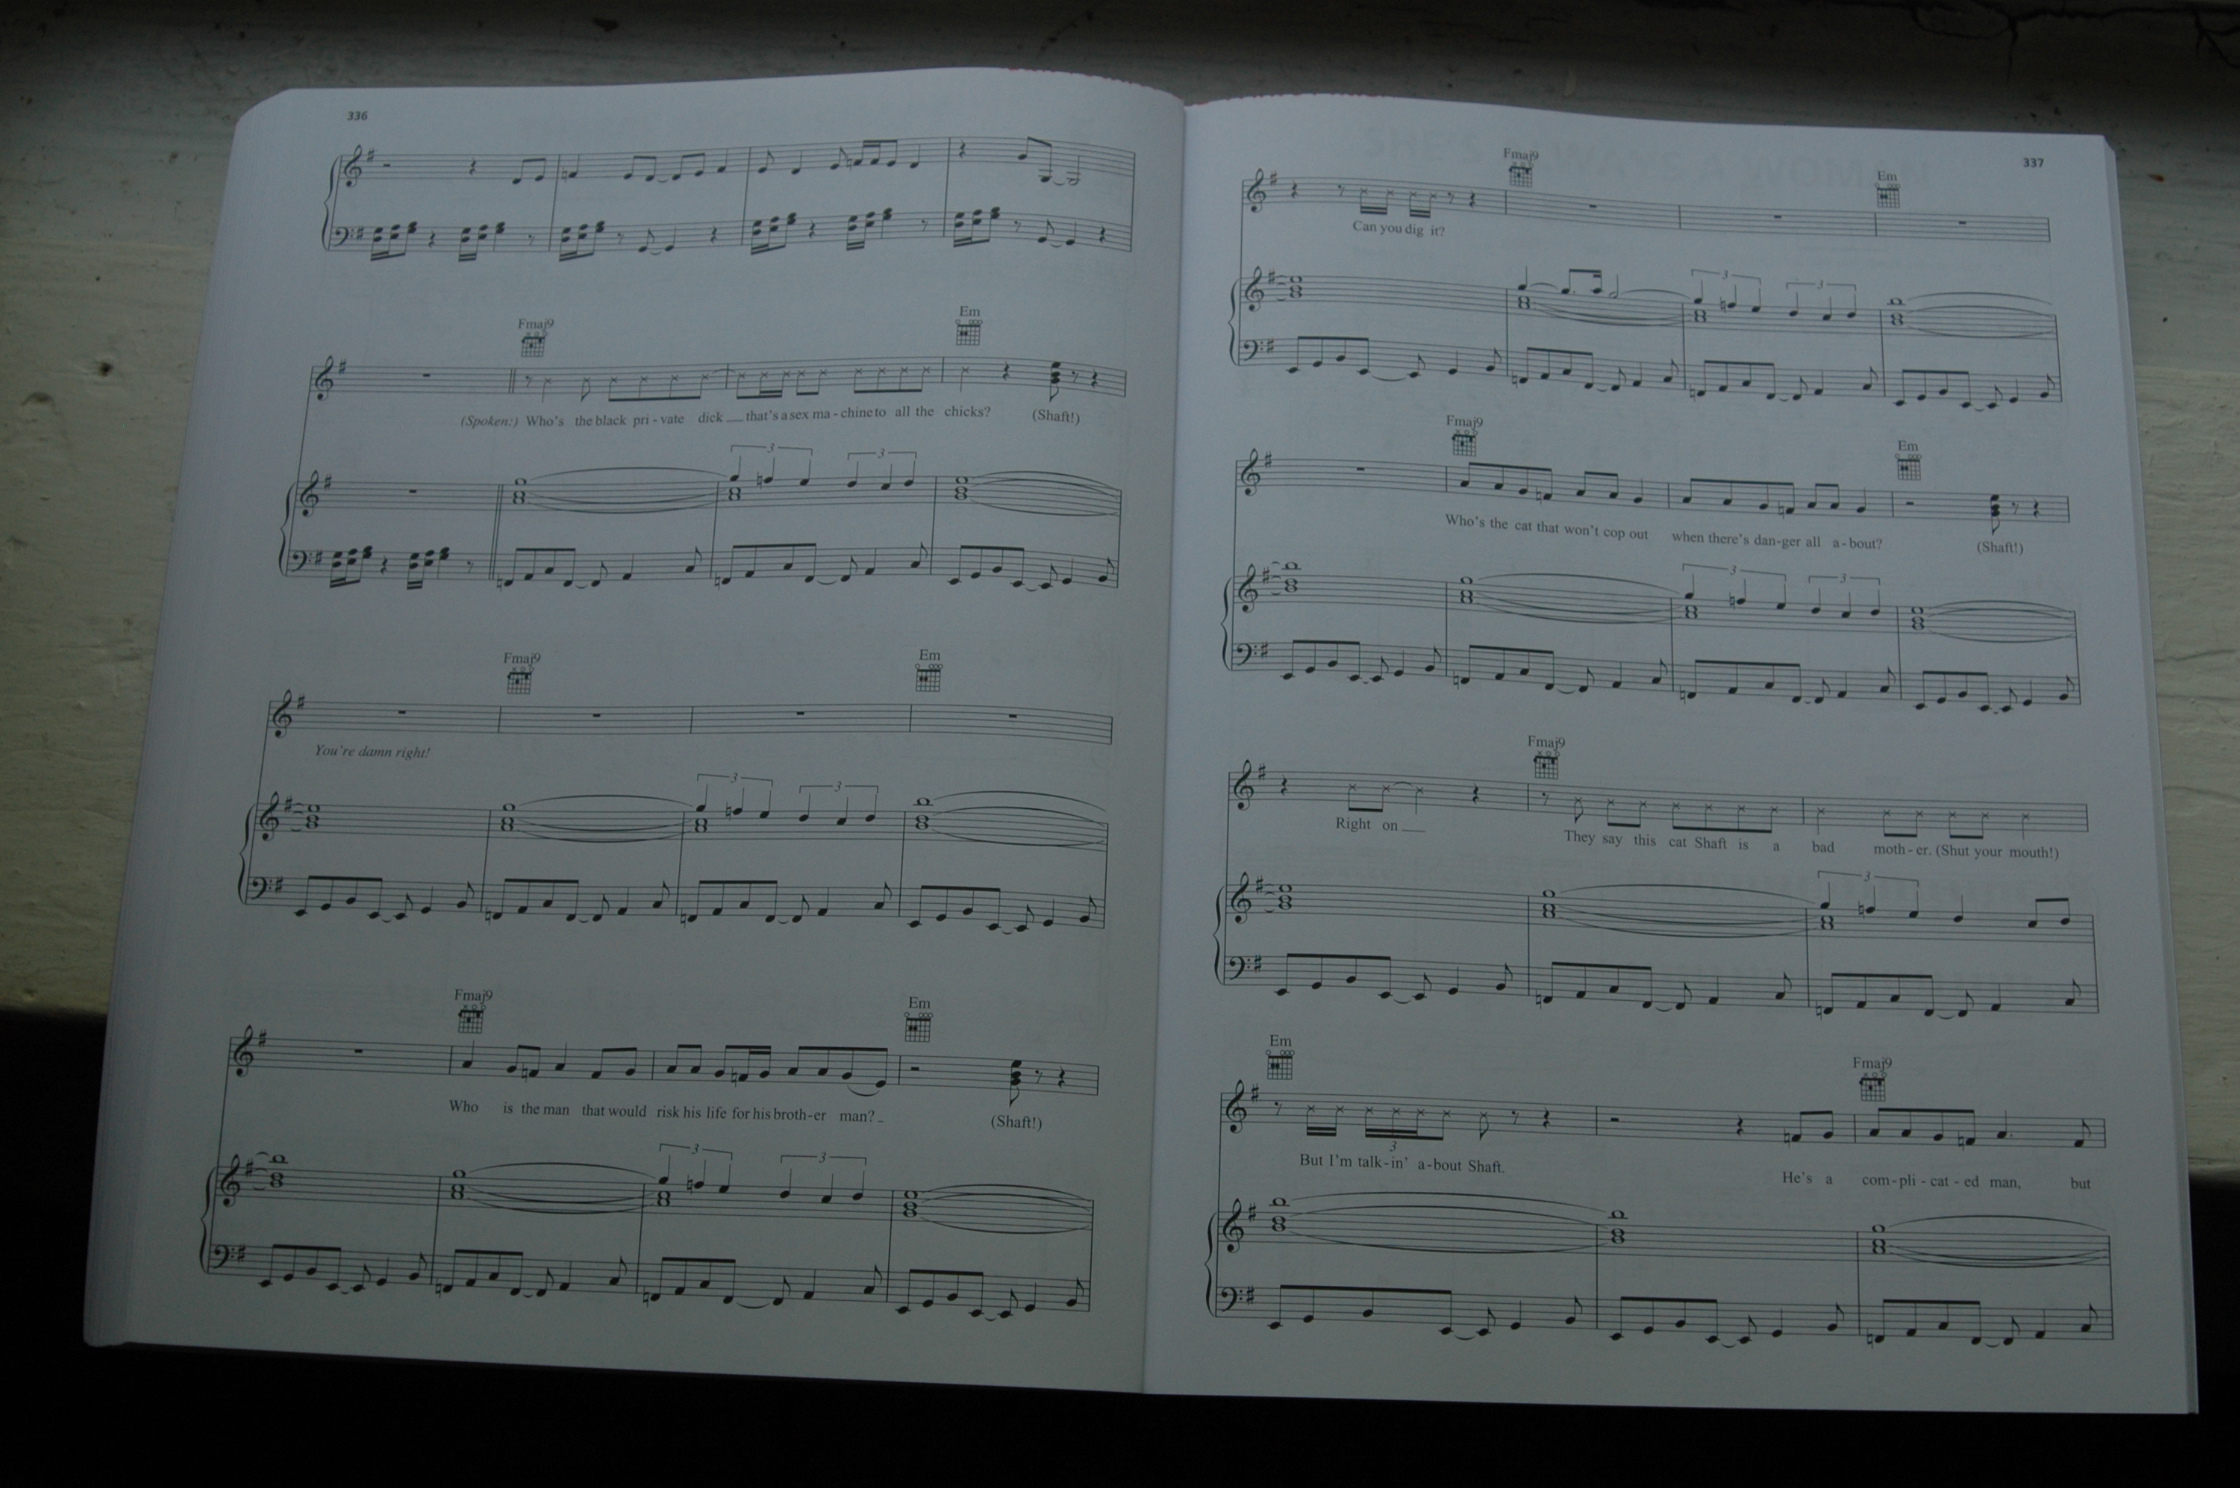 336
Fmaj9 Em
(Spoken:) Who's the black pri - vate dick __ that's a sex ma - chine to all the chicks? (Shaft!)
3 3
Fmaj9 Em
You're damn right!
3 3
Fmaj9 Em
Who is the man that would risk his life for his broth - er man? _ (Shaft!)
3 3
337
Fmaj9 Em
Can you dig it?
3 3
Fmaj9 Em
Who's the cat that won't cop out when there's dan - ger all a - bout? (Shaft!)
3 3
Fmaj9
Right on __ They say this cat Shaft is a bad moth - er. (Shut your mouth!)
3
Em Fmaj9
3
But I'm talk - in' a - bout Shaft. He's a com - pli - cat - ed man, but